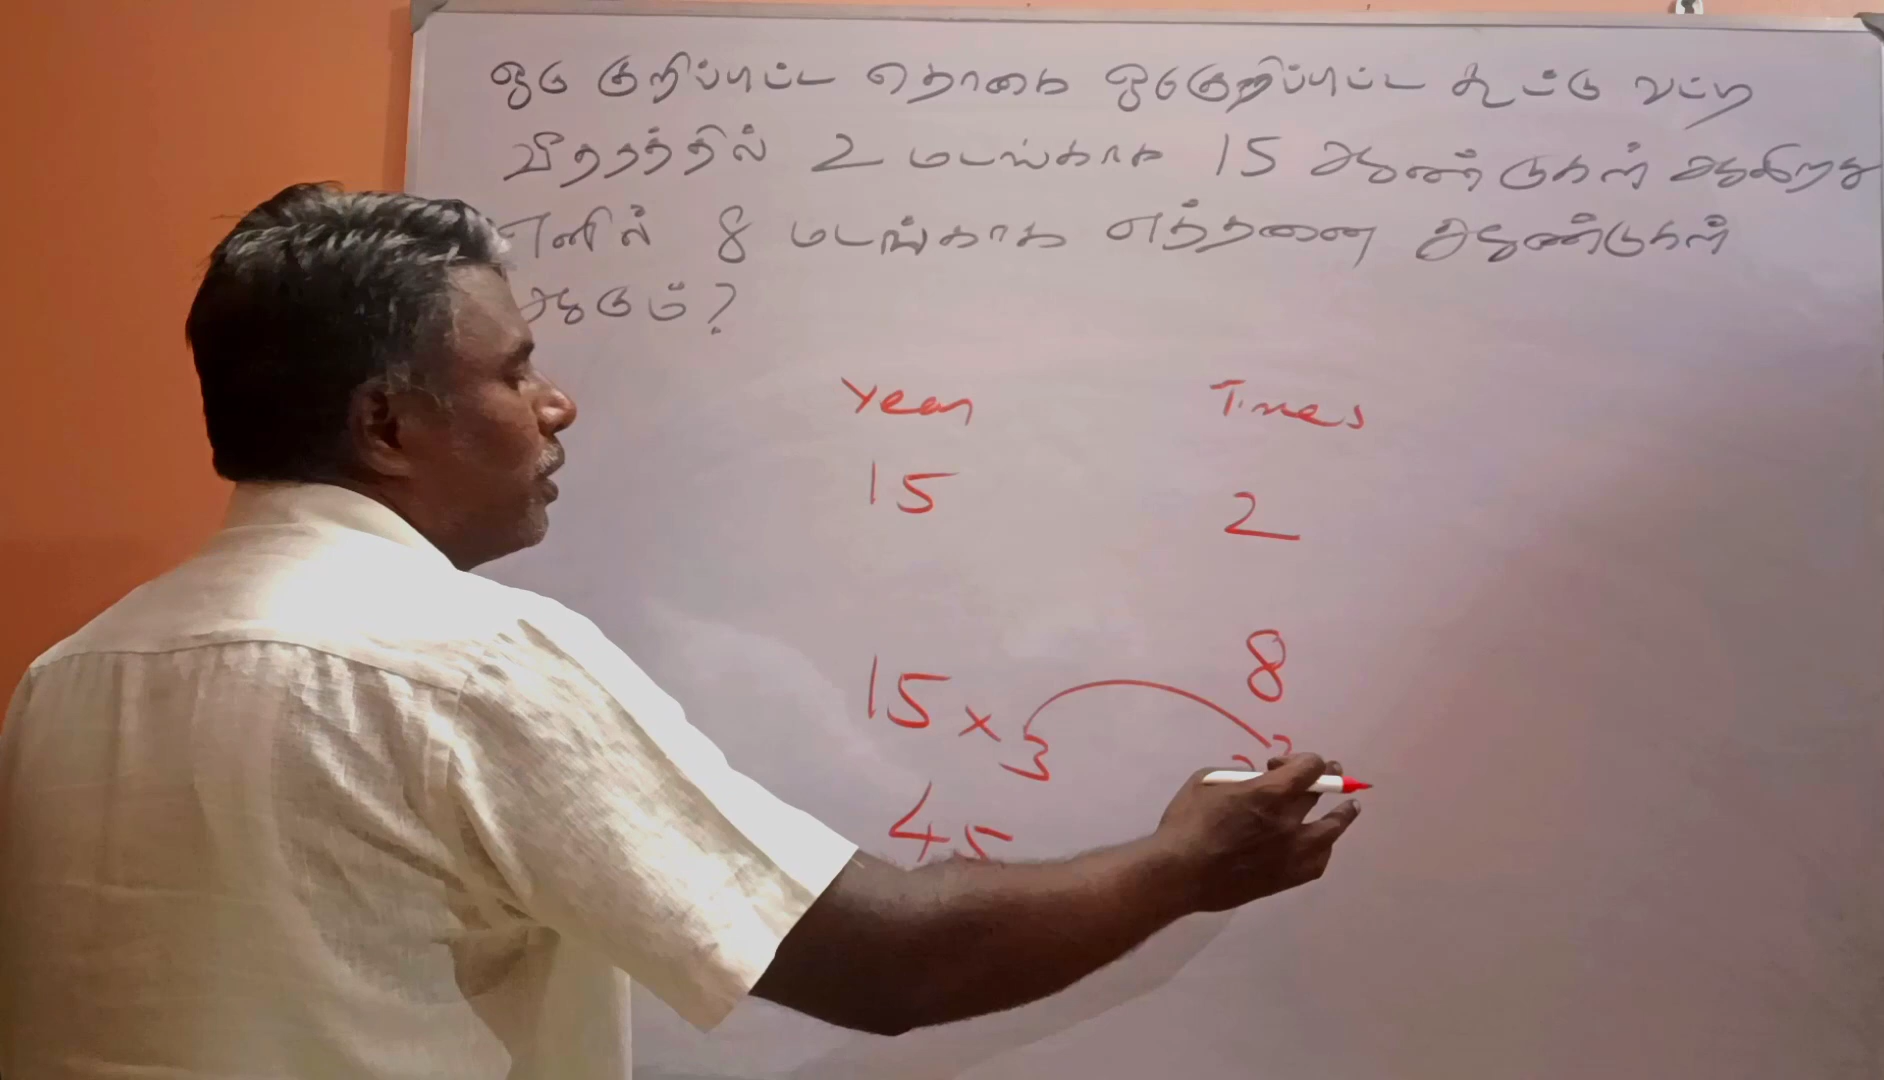 ஒரு குறிப்பிட்ட தொகை ஒரு குறிப்பிட்ட கூட்டு வட்டி
வீதத்தில் 2 மடங்காக 15 ஆண்டுகள் ஆகிறது
எனில் 8 மடங்காக எத்தனை ஆண்டுகள்
ஆகும்?
Year Times
15 2
8
15 x 3
45